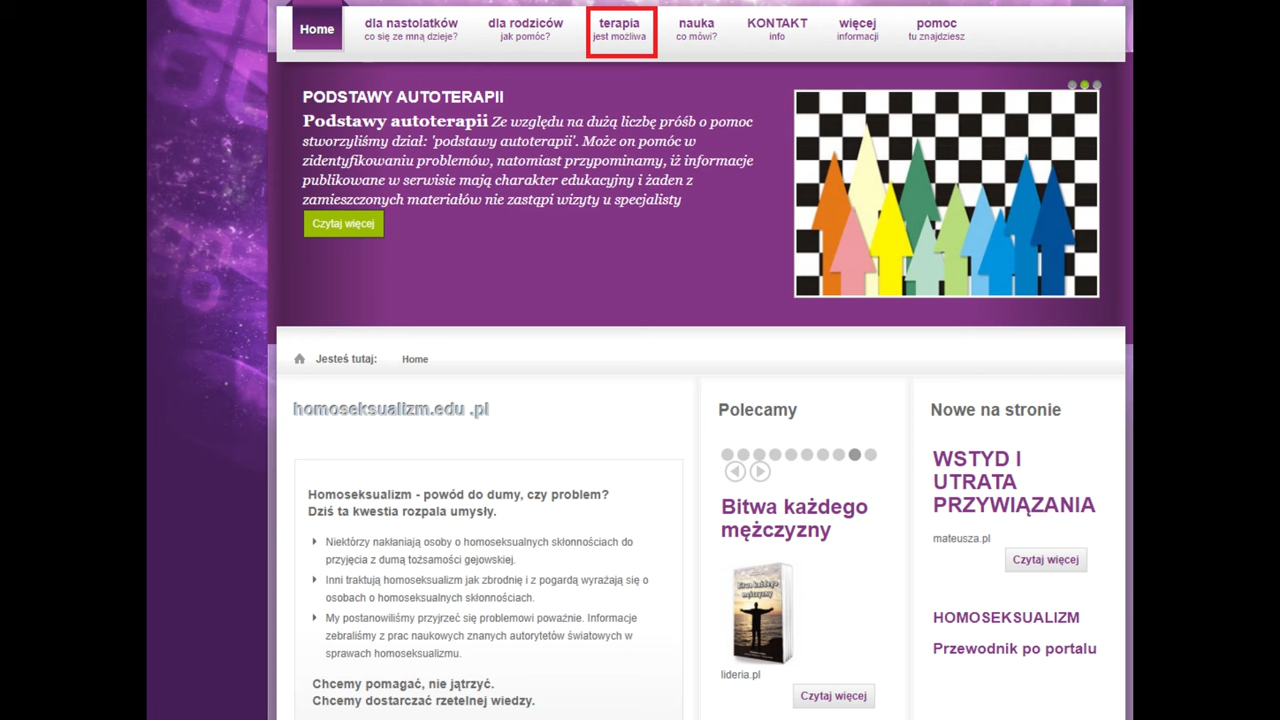 Home
dla nastolatków
co się ze mną dzieje?
dla rodziców
jak pomóc?
terapia
jest możliwa
nauka
co mówi?
KONTAKT
info
więcej
informacji
pomoc
tu znajdziesz
PODSTAWY AUTOTERAPII
Podstawy autoterapii Ze względu na dużą liczbę próśb o pomoc
stworzyliśmy dział: 'podstawy autoterapii'. Może on pomóc w
zidentyfikowaniu problemów, natomiast przypominamy, iż informacje
publikowane w serwisie mają charakter edukacyjny i żaden z
zamieszczonych materiałów nie zastąpi wizyty u specjalisty
Czytaj więcej
Jesteś tutaj: Home
homoseksualizm.edu .pl
Homoseksualizm - powód do dumy, czy problem?
Dziś ta kwestia rozpala umysły.
Niektórzy nakłaniają osoby o homoseksualnych skłonnościach do
przyjęcia z dumą tożsamości gejowskiej.
Inni traktują homoseksualizm jak zbrodnię i z pogardą wyrażają się o
osobach o homoseksualnych skłonnościach.
My postanowiliśmy przyjrzeć się problemowi poważnie. Informacje
zebraliśmy z prac naukowych znanych autorytetów światowych w
sprawach homoseksualizmu.
Chcemy pomagać, nie jątrzyć.
Chcemy dostarczać rzetelnej wiedzy.
Polecamy
Bitwa każdego
mężczyzny
Bitwa każdego
mężczyzny
lideria.pl
Czytaj więcej
Nowe na stronie
WSTYD I
UTRATA
PRZYWIĄZANIA
mateusza.pl
Czytaj więcej
HOMOSEKSUALIZM
Przewodnik po portalu